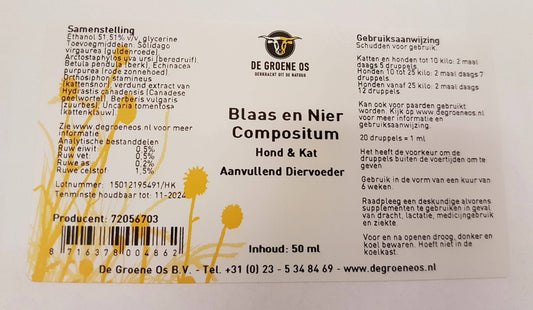 Samenstelling
Ethanol 51,51% v/v, glycerine
Toevoegmiddelen: Solidago
virgaurea (guldenroede),
Arctostaphylos uva ursi (beredruif),
Betula pendula (berk), Echinacea
purpurea (rode zonnehoed)
Orthosiphon stamineus
(kattensnor), verdund extract van
Hydrastis canadensis (Canadese
geelwortel), Berberis vulgaris
(zuurbes), Uncaria tomentosa
(kattenklauw)
Zie www.degroeneos.nl voor meer
informatie
Analytische bestanddelen
Ruw eiwit 0,5%
Ruw vet: 0,5%
Ruwe as 0,2%
Ruwe celstof 1,5%
Lotnummer: 15012195491/HK
Tenminste houdbaar tot: 11-2024
Producent: 72056703
8 716378 004862
DE GROENE OS
OERKRACHT UIT DE NATUUR
Blaas en Nier
Compositum
Hond & Kat
Aanvullend Diervoeder
Inhoud: 50 ml
Gebruiksaanwijzing
Schudden voor gebruik.
Katten en honden tot 10 kilo: 2 maal
daags 5 druppels
Honden 10 tot 25 kilo: 2 maal daags 7
druppels
Honden vanaf 25 kilo: 2 maal daags
12 druppels
Kan ook voor paarden gebruikt
worden. Kijk op www.degroeneos.nl
voor meer informatie en
gebruiksaanwijzing.
20 druppels = 1 ml
Het heeft de voorkeur om de
druppels buiten de voertijden om te
geven.
Gebruik in de vorm van een kuur van
6 weken.
Raadpleeg een deskundige alvorens
supplementen te gebruiken in geval
van dracht, lactatie, medicijngebruik
en ziekte.
Voor en na openen droog, donker en
koel bewaren. Hoeft niet in de
koelkast.
De Groene Os B.V. - Tel. +31 (0) 23 - 5 34 84 69 - www.degroeneos.nl